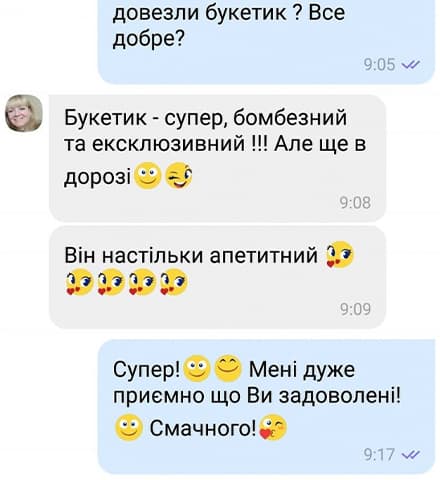 довезли букетик ? Все
добре?
9:05
Букетик - супер, бомбезний
та ексклюзивний !!! Але ще в
дорозі🙂😉
9:08
Він настільки апетитний 😘
😘😘😘😘
9:09
Супер!🙂😊 Мені дуже
приємно що Ви задоволені!
🙂 Смачного!😘
9:17